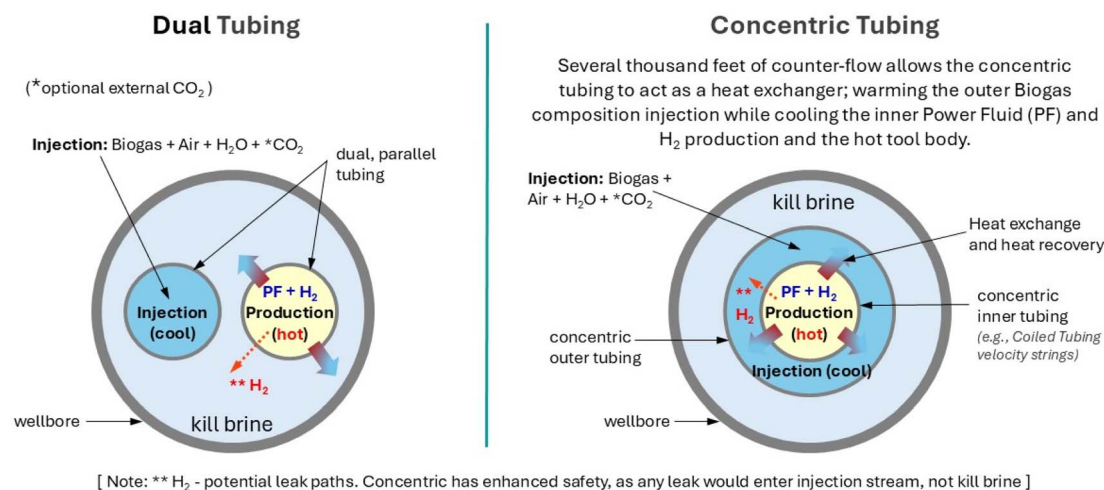 Dual Tubing
(*optional external CO₂)
Injection: Biogas + Air + H₂O + *CO₂
dual, parallel
tubing
Injection
(cool)
PF + H₂
Production
(hot)
** H₂
wellbore
kill brine
Concentric Tubing
Several thousand feet of counter-flow allows the concentric
tubing to act as a heat exchanger; warming the outer Biogas
composition injection while cooling the inner Power Fluid (PF) and
H₂ production and the hot tool body.
Injection: Biogas +
Air + H₂O + *CO₂
kill brine
Heat exchange
and heat recovery
**
H₂
PF + H₂
Production
(hot)
Injection (cool)
concentric
inner tubing
(e.g., Coiled Tubing
velocity strings)
concentric
outer tubing
wellbore
[ Note: ** H₂ - potential leak paths. Concentric has enhanced safety, as any leak would enter injection stream, not kill brine ]